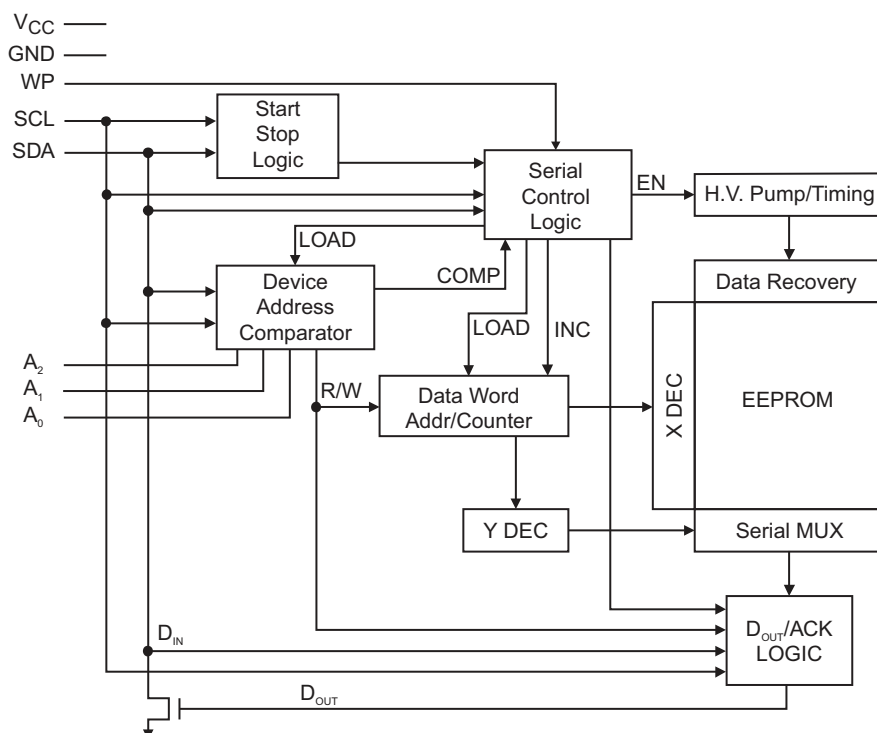 VCC
GND
WP
SCL
SDA
Start
Stop
Logic
Serial
Control
Logic
EN
H.V. Pump/Timing
LOAD
COMP
Device
Address
Comparator
LOAD
INC
Data Recovery
A2
A1
A0
R/W
Data Word
Addr/Counter
X DEC
EEPROM
Y DEC
Serial MUX
DIN
DOUT/ACK
LOGIC
DOUT